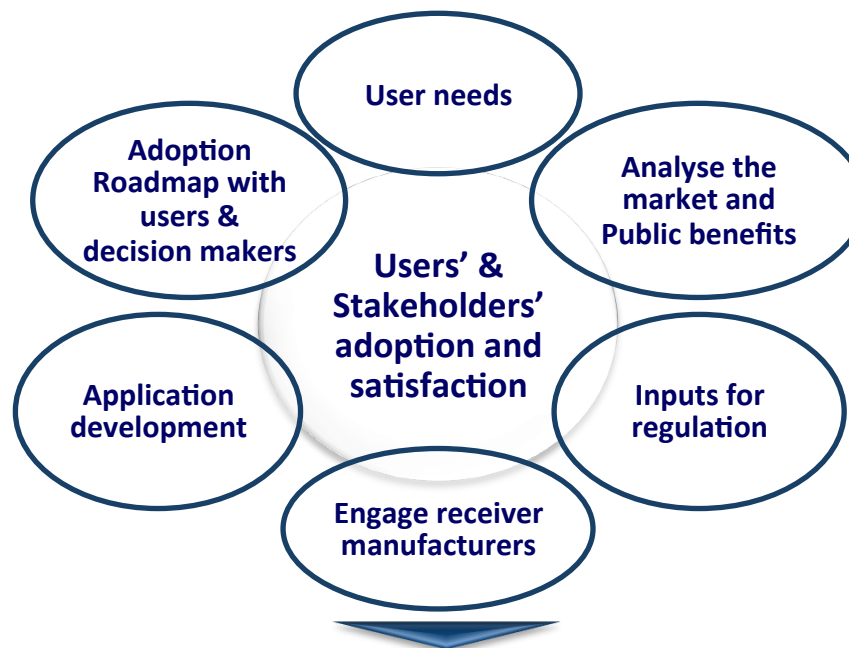 User needs
Adoption
Roadmap with
users &
decision makers
Analyse the
market and
Public benefits
Users’ &
Stakeholders’
adoption and
satisfaction
Application
development
Inputs for
regulation
Engage receiver
manufacturers